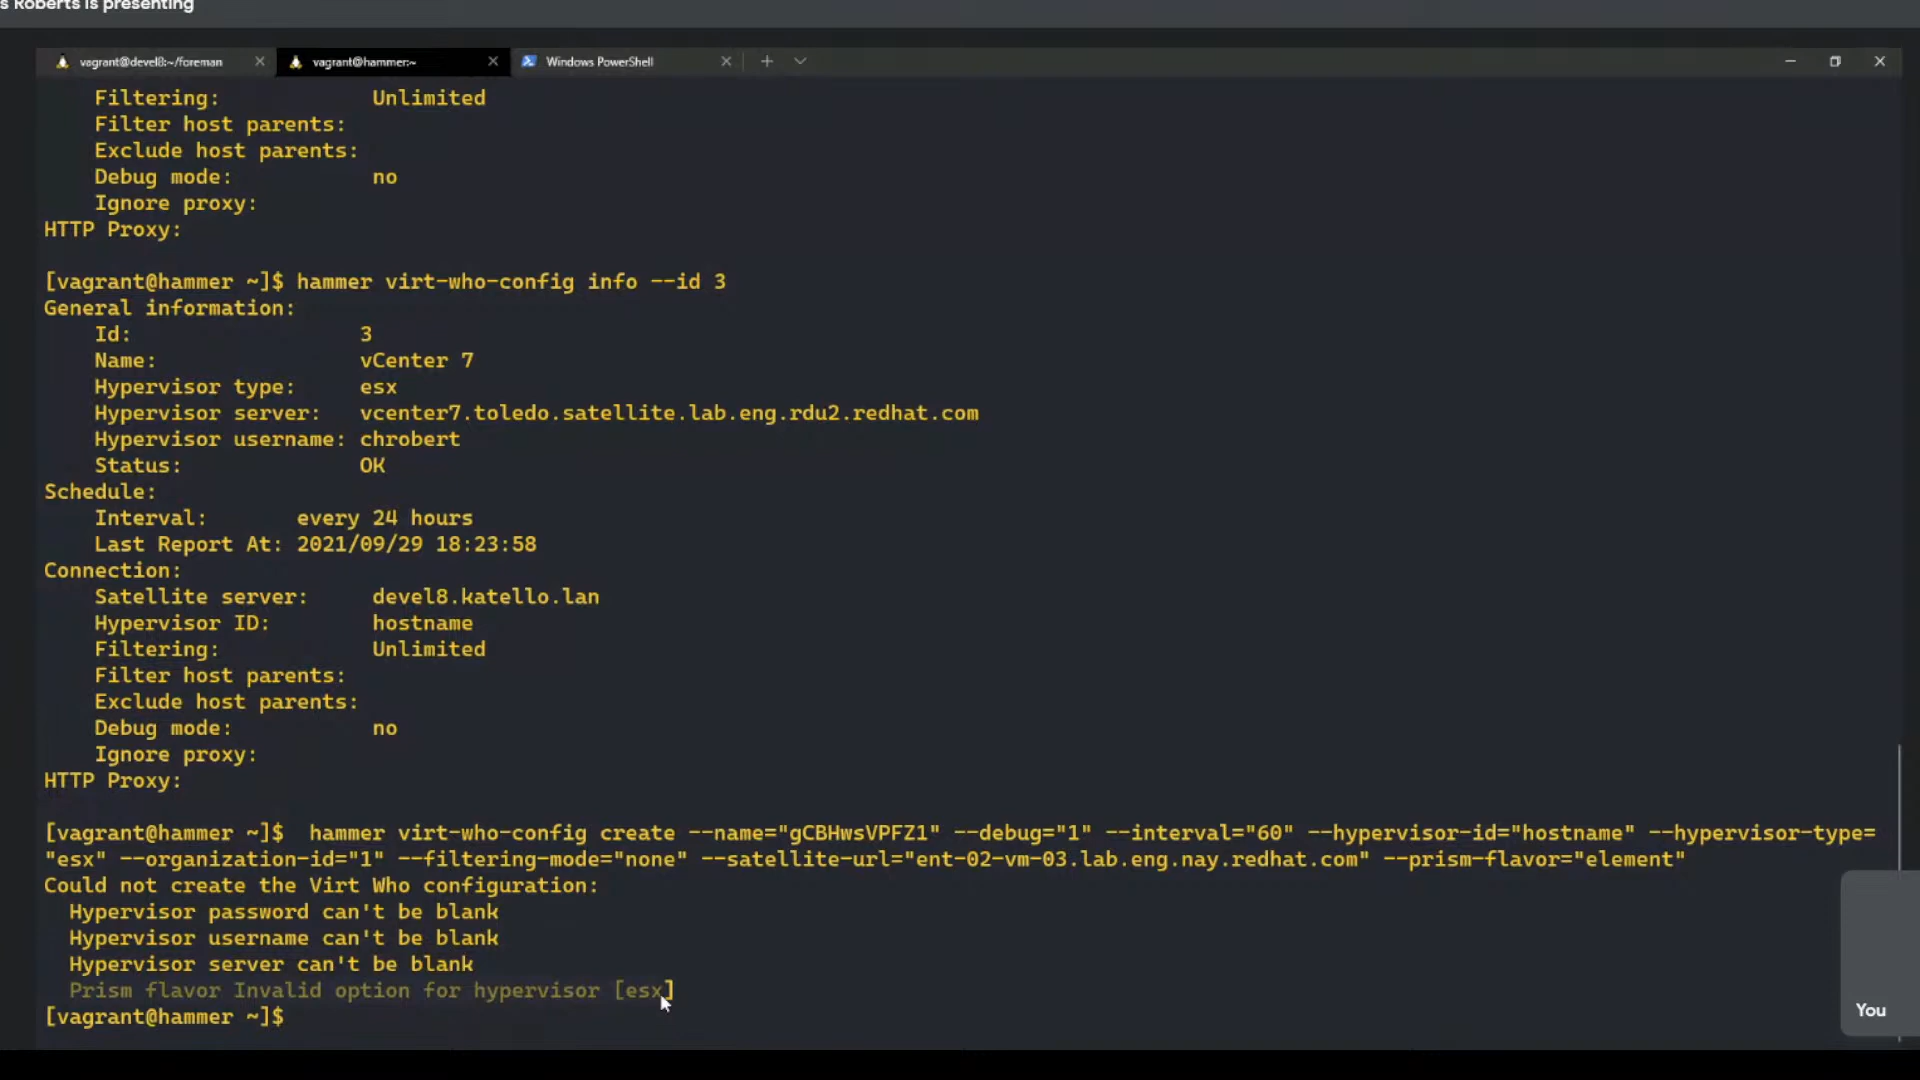 s Roberts is presenting
vagrant@devel8:~/foreman
vagrant@hammer:~
Windows PowerShell
Filtering: Unlimited
Filter host parents:
Exclude host parents:
Debug mode: no
Ignore proxy:
HTTP Proxy:
[vagrant@hammer ~]$ hammer virt-who-config info --id 3
General information:
Id: 3
Name: vCenter 7
Hypervisor type: esx
Hypervisor server: vcenter7.toledo.satellite.lab.eng.rdu2.redhat.com
Hypervisor username: chrobert
Status: OK
Schedule:
Interval: every 24 hours
Last Report At: 2021/09/29 18:23:58
Connection:
Satellite server: devel8.katello.lan
Hypervisor ID: hostname
Filtering: Unlimited
Filter host parents:
Exclude host parents:
Debug mode: no
Ignore proxy:
HTTP Proxy:
[vagrant@hammer ~]$ hammer virt-who-config create --name="gCBHwsVPFZ1" --debug="1" --interval="60" --hypervisor-id="hostname" --hypervisor-type=
"esx" --organization-id="1" --filtering-mode="none" --satellite-url="ent-02-vm-03.lab.eng.nay.redhat.com" --prism-flavor="element"
Could not create the Virt Who configuration:
Hypervisor password can't be blank
Hypervisor username can't be blank
Hypervisor server can't be blank
Prism flavor Invalid option for hypervisor [esx]
[vagrant@hammer ~]$
You